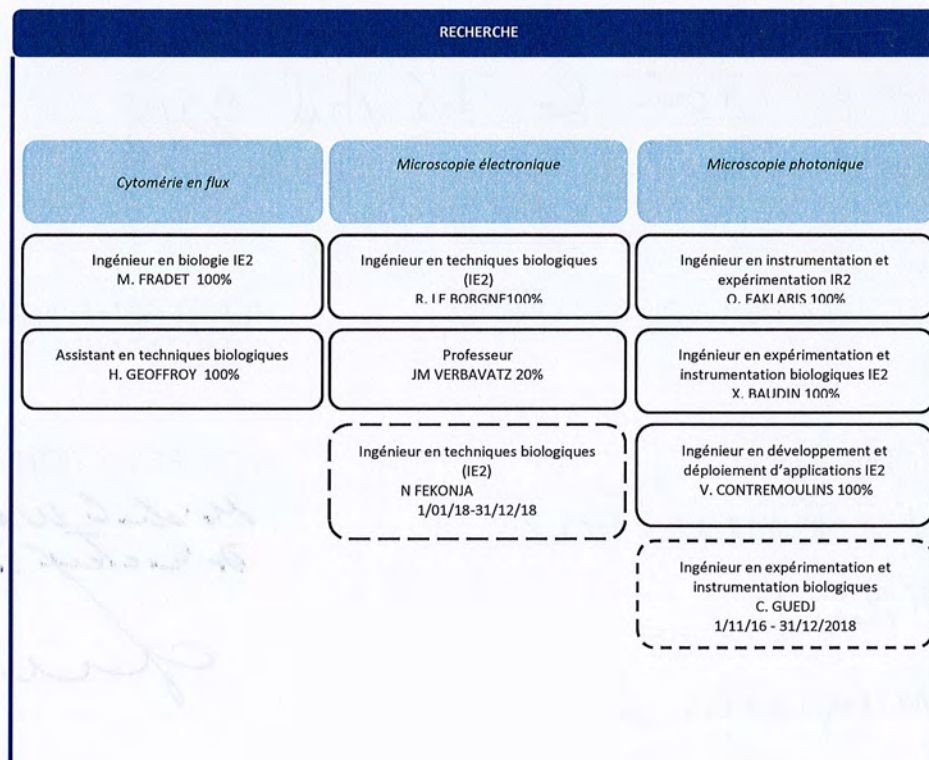 RECHERCHE
Cytomérie en flux
Ingénieur en biologie IE2
M. FRADET 100%
Assistant en techniques biologiques
H. GEOFFROY 100%
Microscopie électronique
Ingénieur en techniques biologiques
(IE2)
R. LE BORGNE100%
Professeur
JM VERBAVATZ 20%
Ingénieur en techniques biologiques
(IE2)
N FEKONJA
1/01/18-31/12/18
Microscopie photonique
Ingénieur en instrumentation et
expérimentation IR2
O. FAKLARIS 100%
Ingénieur en expérimentation et
instrumentation biologiques IE2
X. BAUDIN 100%
Ingénieur en développement et
déploiement d'applications IE2
V. CONTREMOULINS 100%
Ingénieur en expérimentation et
instrumentation biologiques
C. GUEDJ
1/11/16 - 31/12/2018